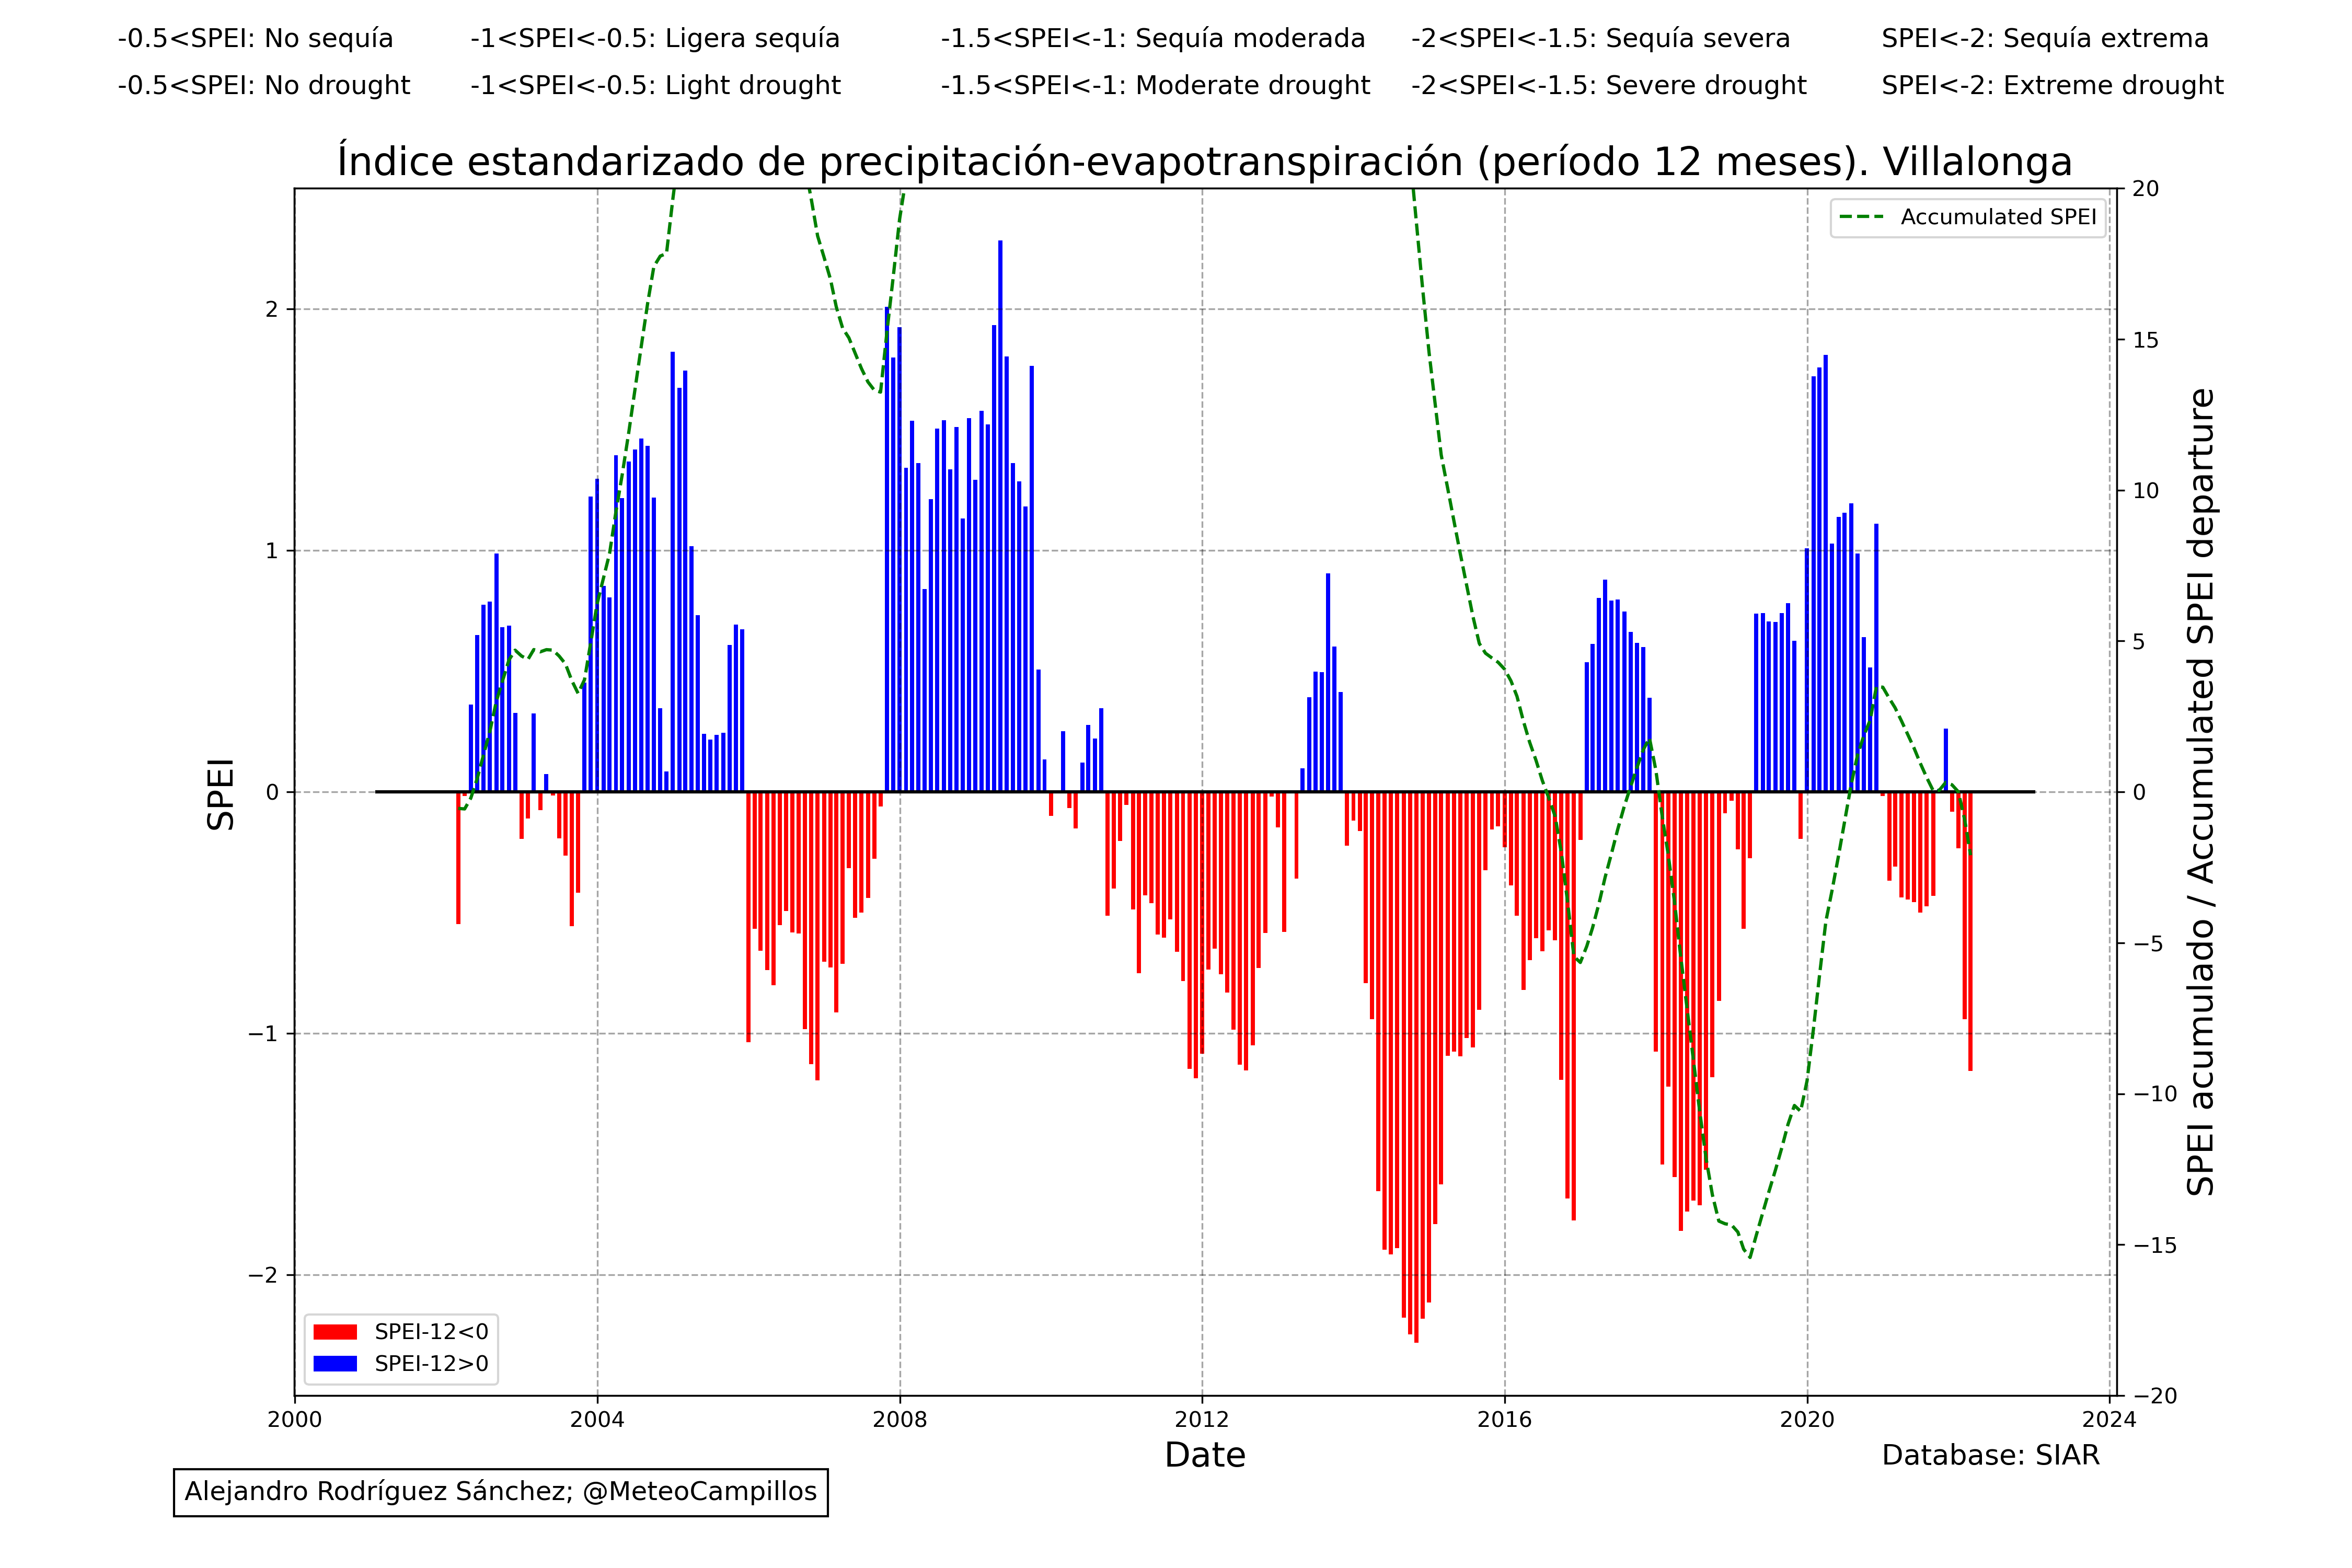 -0.5<SPEI: No sequía -1<SPEI<-0.5: Ligera sequía -1.5<SPEI<-1: Sequía moderada -2<SPEI<-1.5: Sequía severa SPEI<-2: Sequía extrema
-0.5<SPEI: No drought -1<SPEI<-0.5: Light drought -1.5<SPEI<-1: Moderate drought -2<SPEI<-1.5: Severe drought SPEI<-2: Extreme drought
Índice estandarizado de precipitación-evapotranspiración (período 12 meses). Villalonga
Accumulated SPEI
SPEI
2
1
0
−1
−2
20
15
10
5
0
−5
−10
−15
−20
SPEI acumulado / Accumulated SPEI departure
SPEI-12<0
SPEI-12>0
2000 2004 2008 2012 2016 2020 2024
Date
Database: SIAR
Alejandro Rodríguez Sánchez; @MeteoCampillos